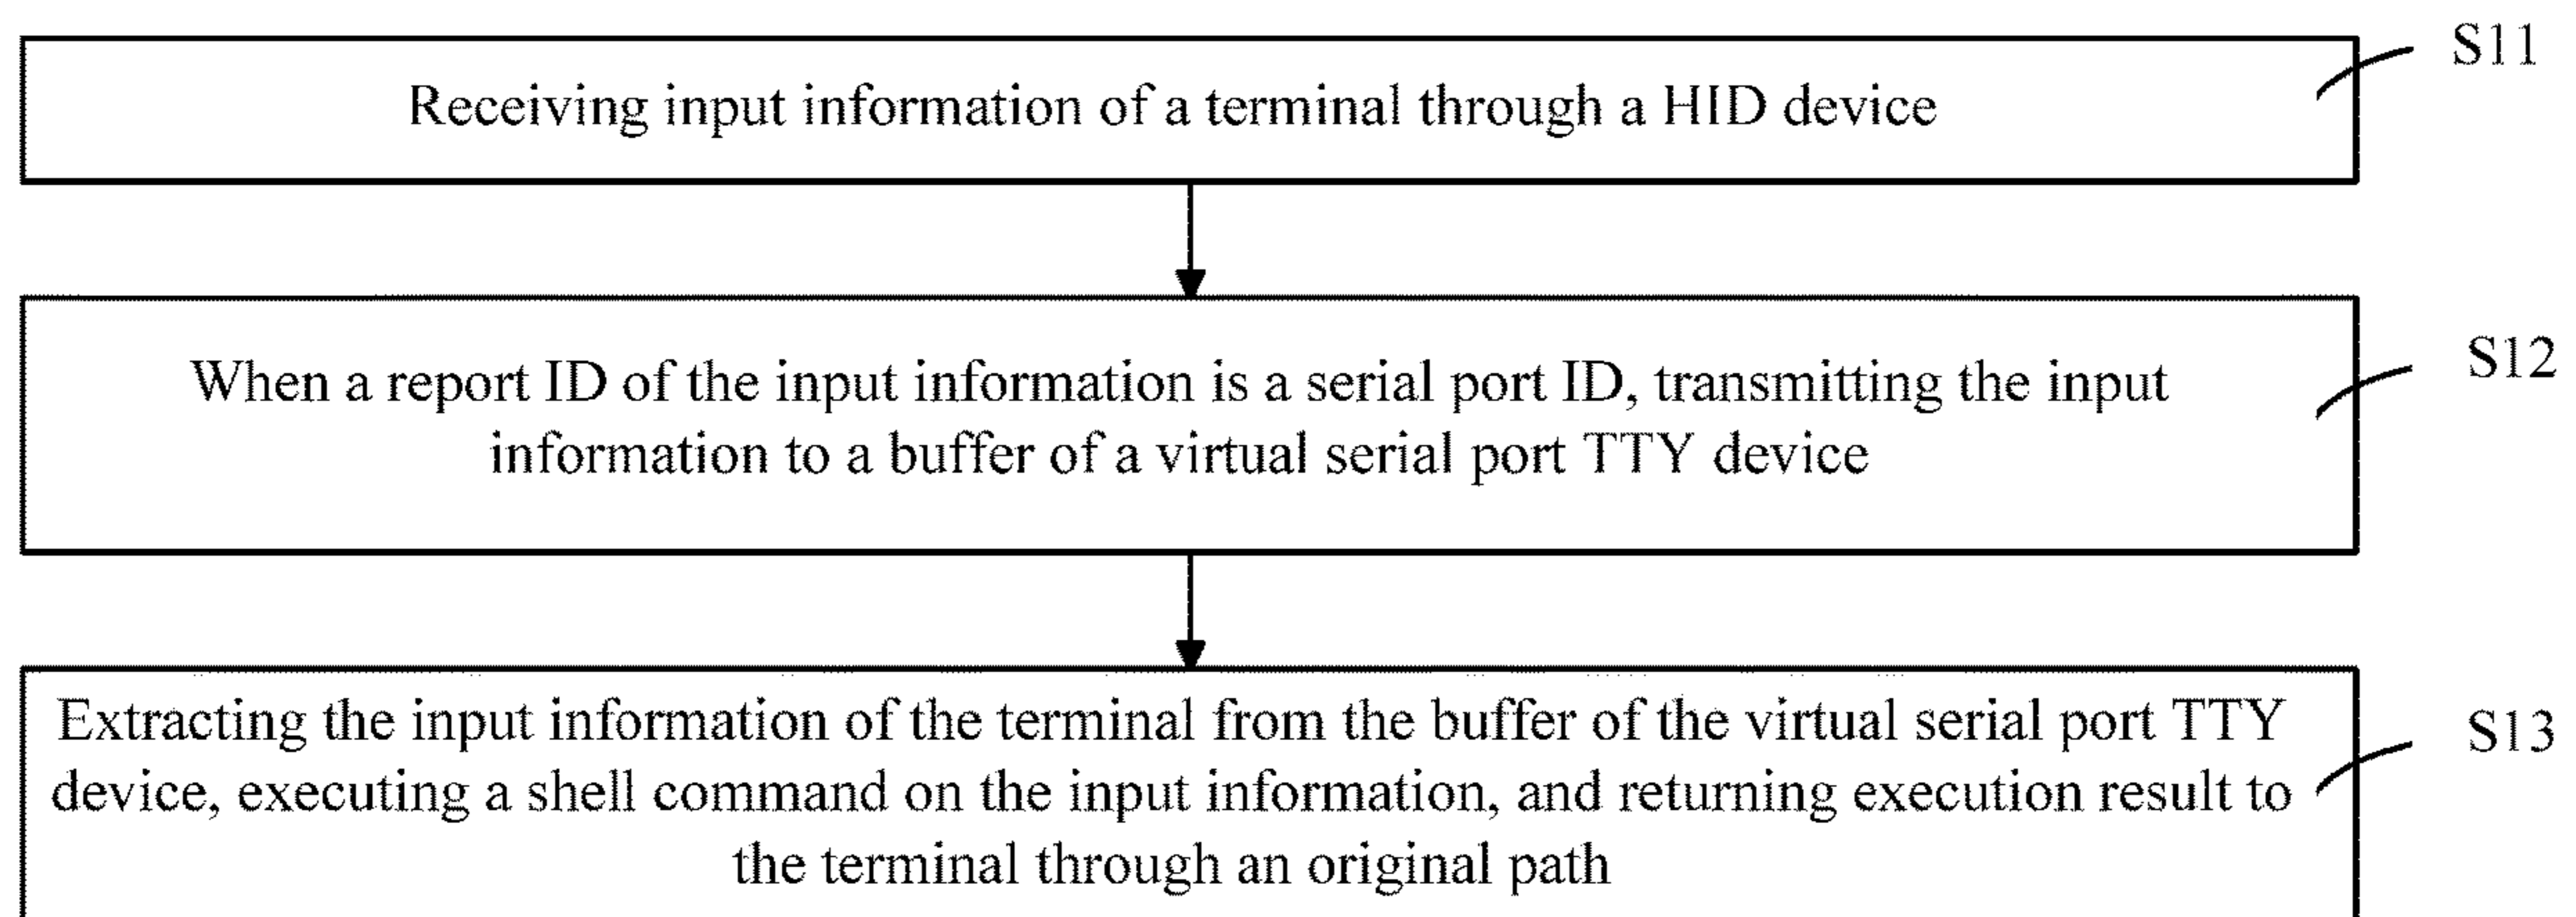 S11
Receiving input information of a terminal through a HID device
When a report ID of the input information is a serial port ID, transmitting the input
information to a buffer of a virtual serial port TTY device
S12
Extracting the input information of the terminal from the buffer of the virtual serial port TTY
device, executing a shell command on the input information, and returning execution result to
the terminal through an original path
S13